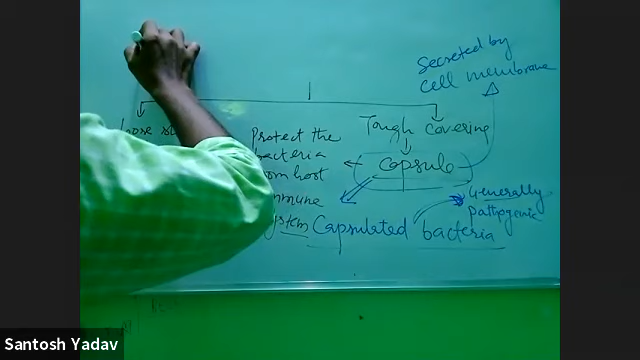 Secreted by
cell membrane
Tough covering
capsule
Protect the
bacteria
from host
immune
system
Generally
pathogenic
Capsulated bacteria
Santosh Yadav